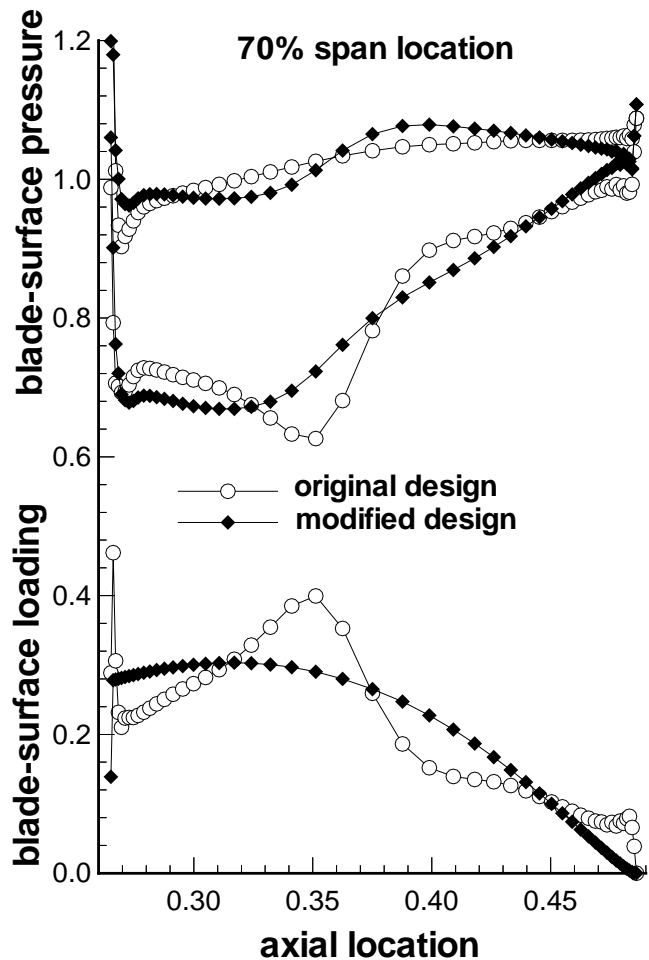 70% span location
blade-surface pressure
1.2
1.0
0.8
0.6
original design
modified design
blade-surface loading
0.4
0.2
0.0
0.30 0.35 0.40 0.45
axial location